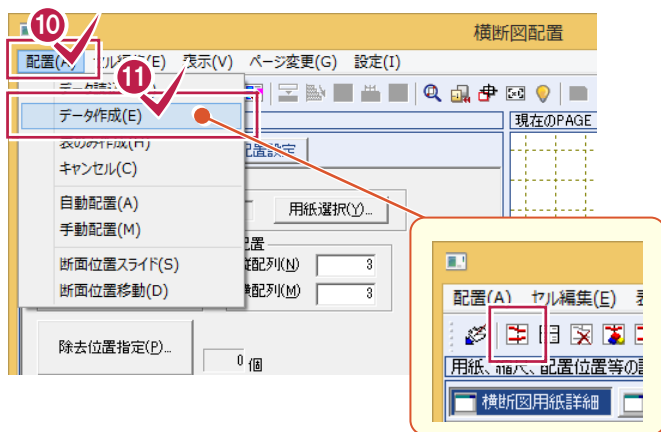 ⑩
横断図配置
配置(A) セル編集(E) 表示(V) ページ変更(G) 設定(I)
⑪
データ作成(E)
現在のPAGE
表のみ作成(H)
配置設定
キャンセル(C)
自動配置(A)
用紙選択(Y)...
手動配置(M)
配置
断面位置スライド(S)
縦配列(N) 3
断面位置移動(D)
横配列(M) 3
除去位置指定(P)...
0 個
配置(A) セル編集(E)
用紙、縮尺、配置位置等の
横断図用紙詳細